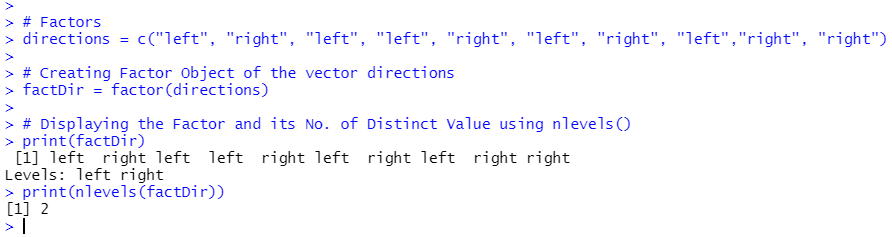 >
> # Factors
> directions = c("left", "right", "left", "left", "right", "left", "right", "left","right", "right")
>
> # Creating Factor Object of the vector directions
> factDir = factor(directions)
>
> # Displaying the Factor and its No. of Distinct Value using nlevels()
> print(factDir)
 [1] left  right left  left  right left  right left  right right
Levels: left right
> print(nlevels(factDir))
[1] 2
>